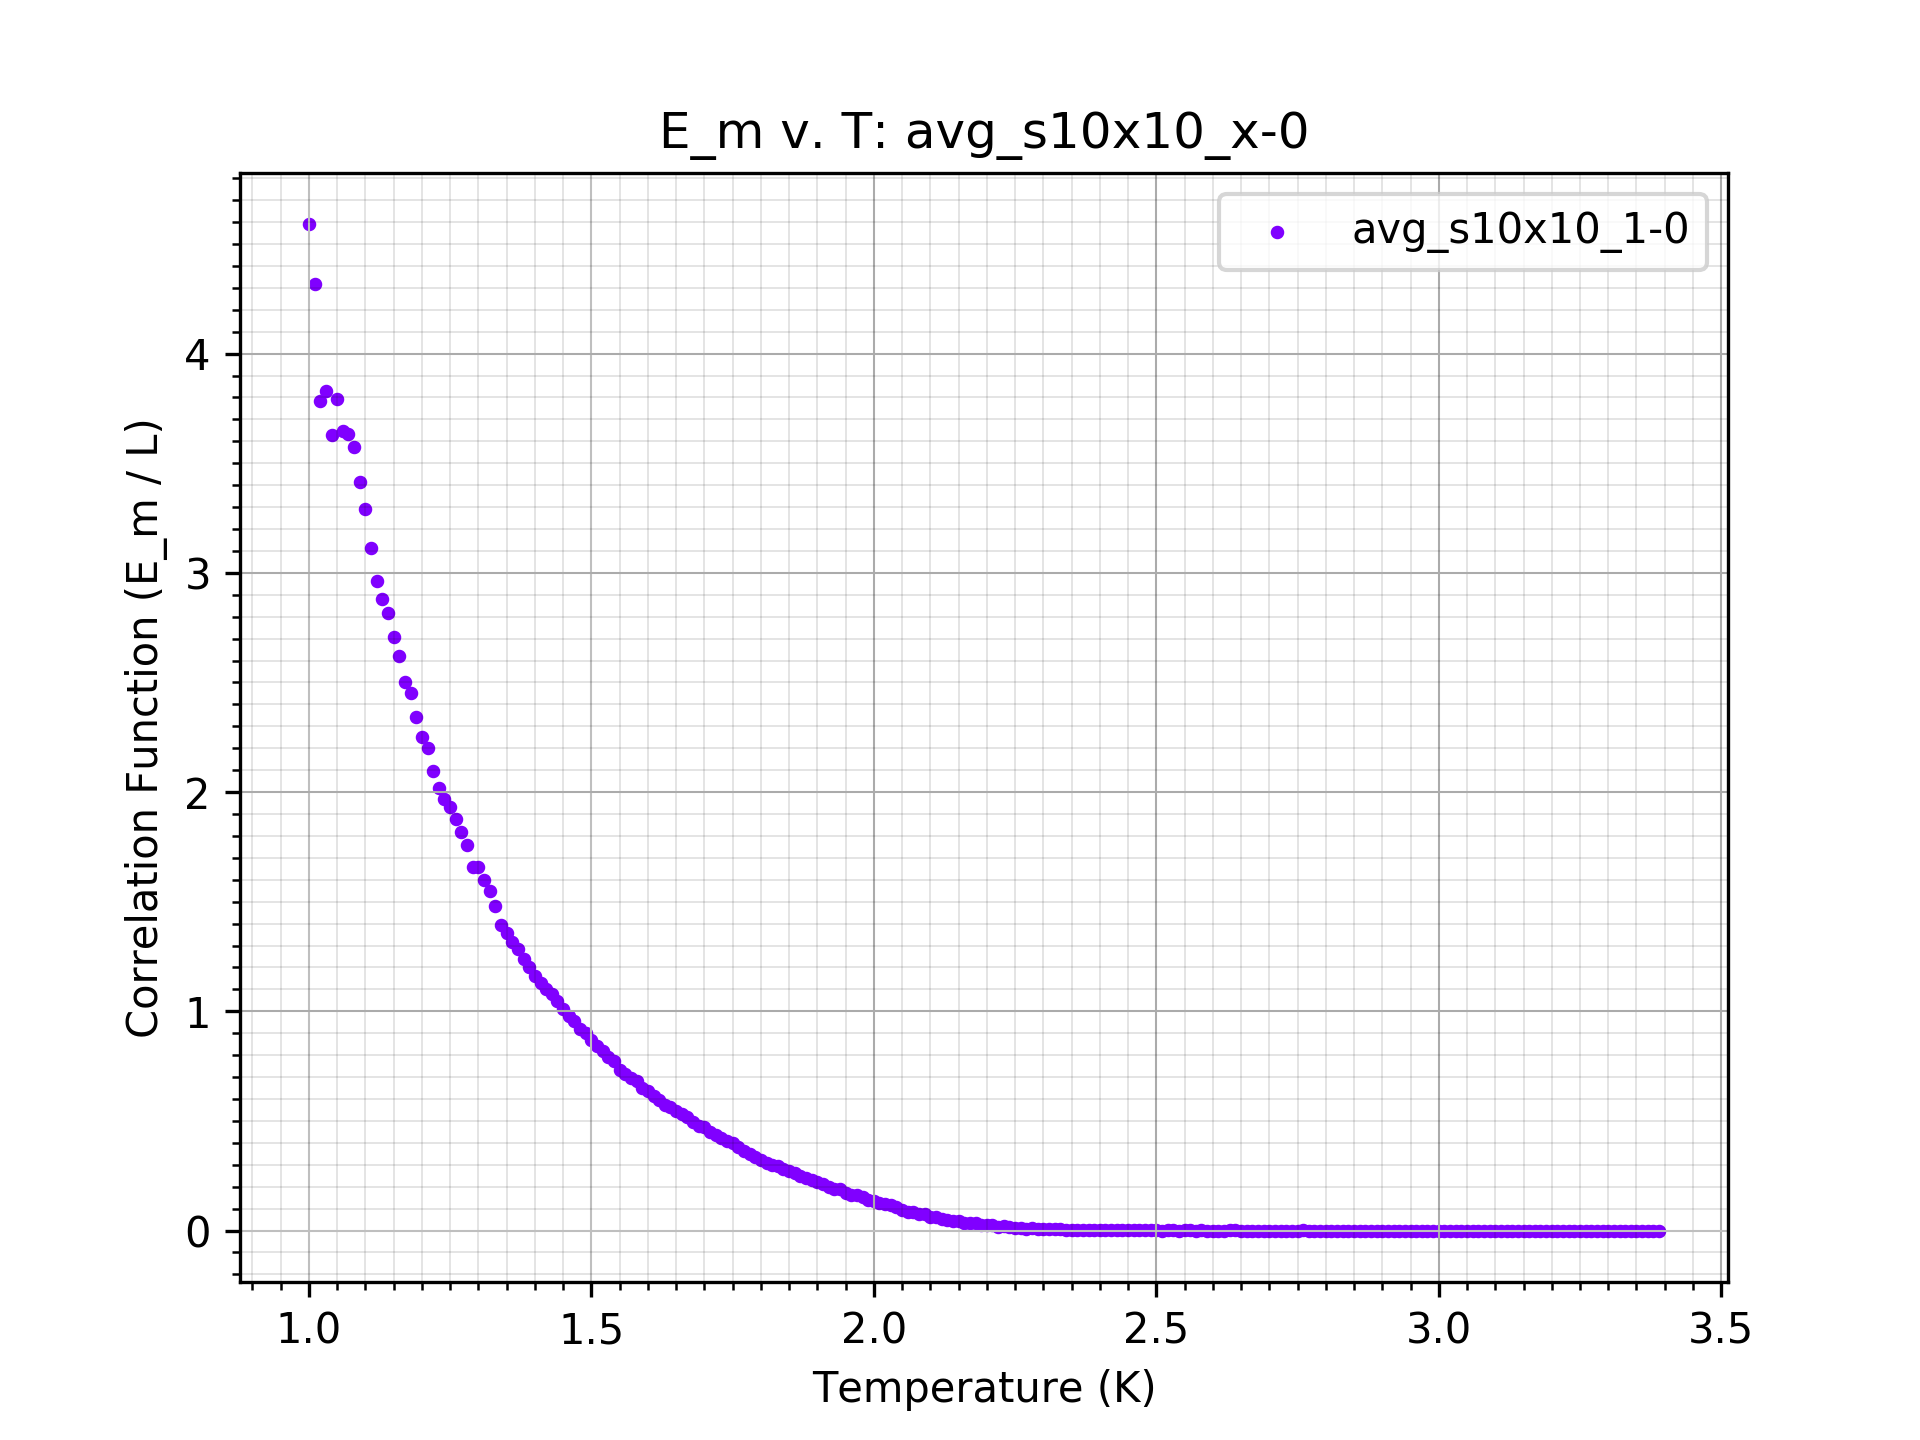 E_m v. T: avg_s10x10_x-0
avg_s10x10_1-0
Correlation Function (E_m / L)
4
3
2
1
0
1.0 1.5 2.0 2.5 3.0 3.5
Temperature (K)